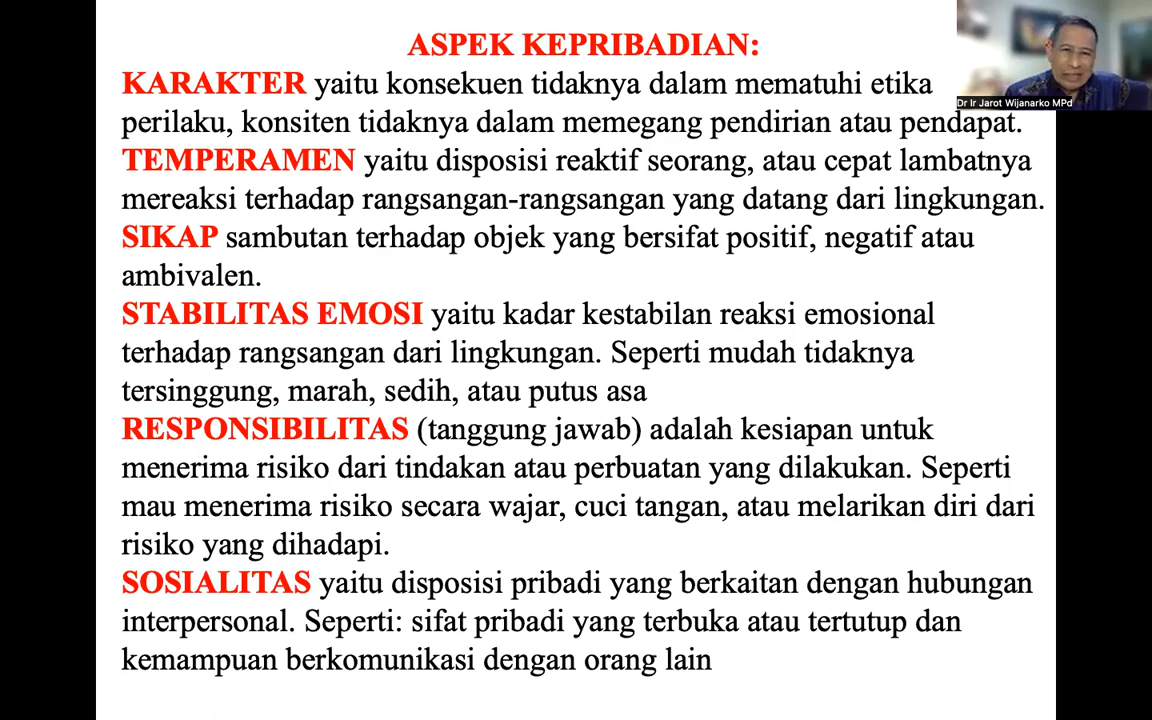 ASPEK KEPRIBADIAN:
KARAKTER yaitu konsekuen tidaknya dalam mematuhi etika
perilaku, konsiten tidaknya dalam memegang pendirian atau pendapat.
TEMPERAMEN yaitu disposisi reaktif seorang, atau cepat lambatnya
mereaksi terhadap rangsangan-rangsangan yang datang dari lingkungan.
SIKAP sambutan terhadap objek yang bersifat positif, negatif atau
ambivalen.
STABILITAS EMOSI yaitu kadar kestabilan reaksi emosional
terhadap rangsangan dari lingkungan. Seperti mudah tidaknya
tersinggung, marah, sedih, atau putus asa
RESPONSIBILITAS (tanggung jawab) adalah kesiapan untuk
menerima risiko dari tindakan atau perbuatan yang dilakukan. Seperti
mau menerima risiko secara wajar, cuci tangan, atau melarikan diri dari
risiko yang dihadapi.
SOSIALITAS yaitu disposisi pribadi yang berkaitan dengan hubungan
interpersonal. Seperti: sifat pribadi yang terbuka atau tertutup dan
kemampuan berkomunikasi dengan orang lain
Dr Ir Jarot Wijanarko MPd